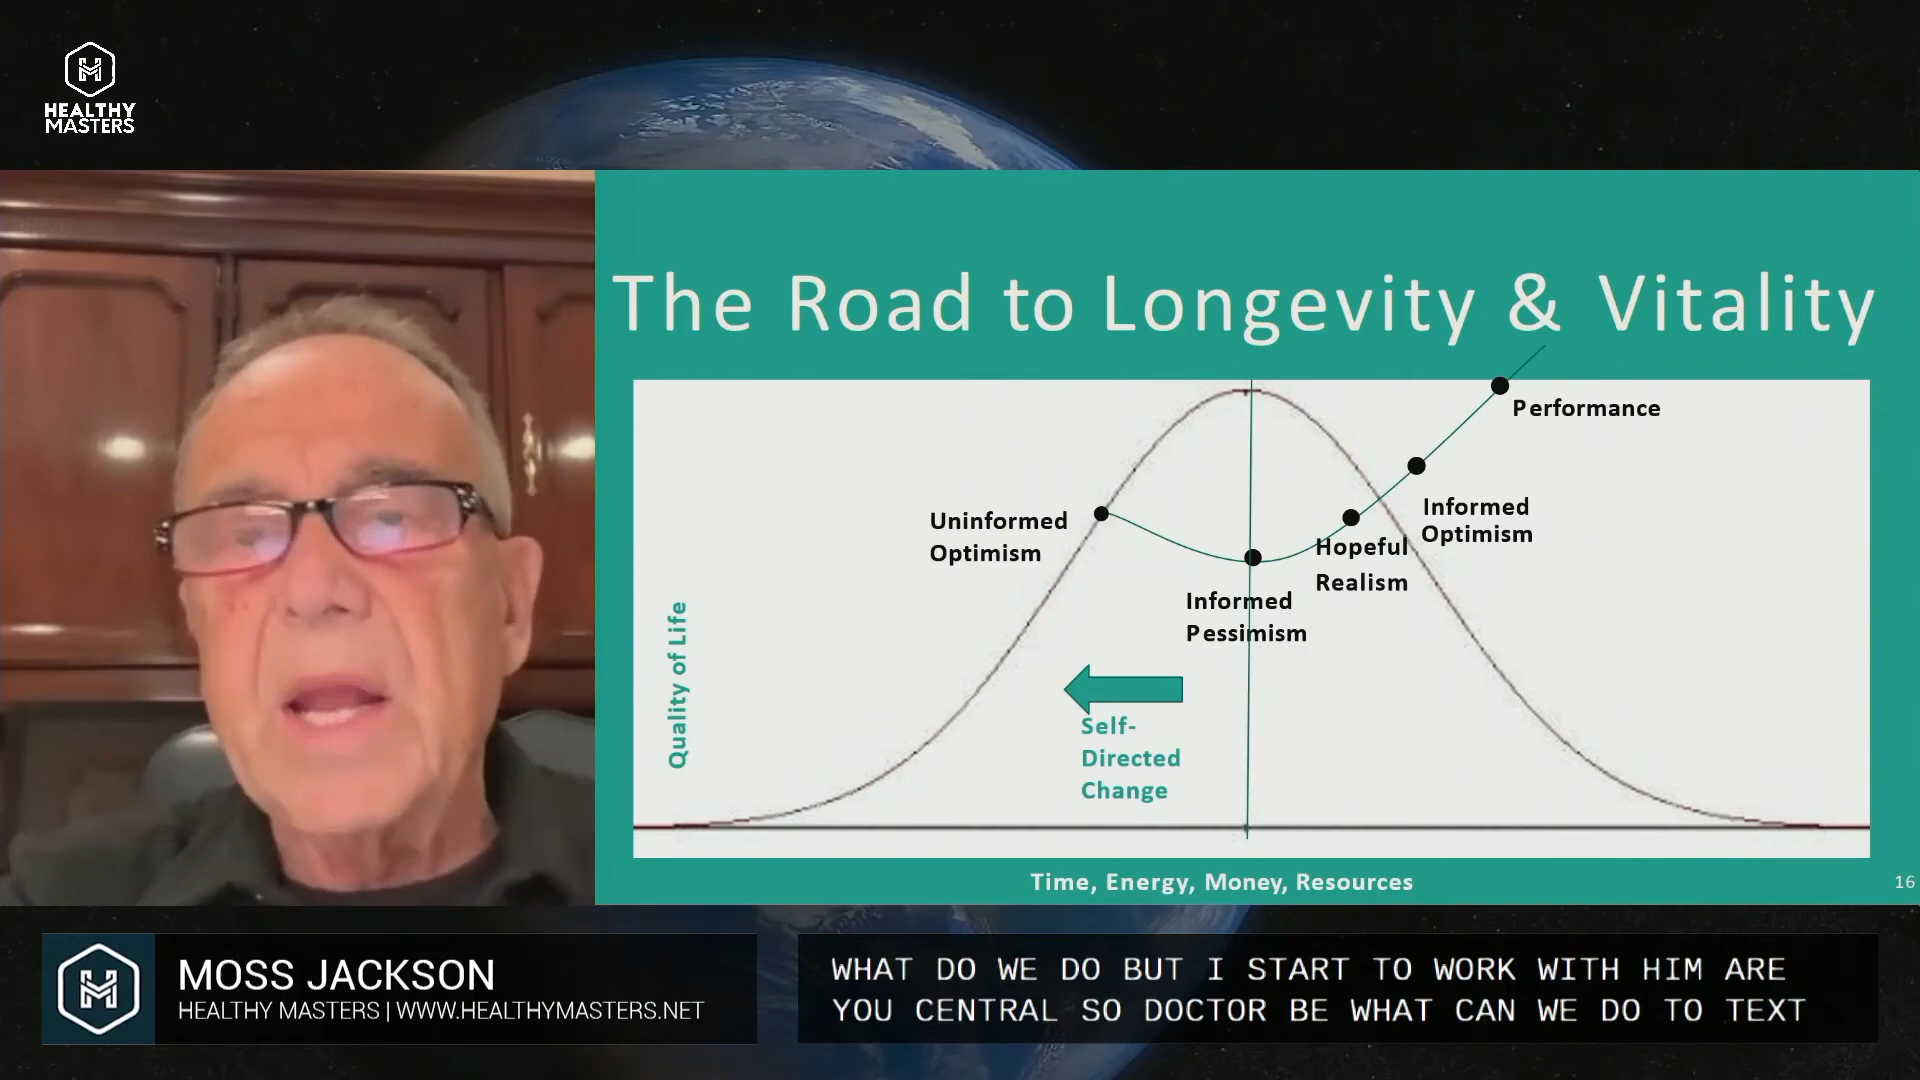 HEALTHY
MASTERS
The Road to Longevity & Vitality
Performance
Informed
Optimism
Hopeful
Realism
Uninformed
Optimism
Informed
Pessimism
Quality of Life
Self-
Directed
Change
Time, Energy, Money, Resources
16
MOSS JACKSON
HEALTHY MASTERS | WWW.HEALTHYMASTERS.NET
WHAT DO WE DO BUT I START TO WORK WITH HIM ARE
YOU CENTRAL SO DOCTOR BE WHAT CAN WE DO TO TEXT